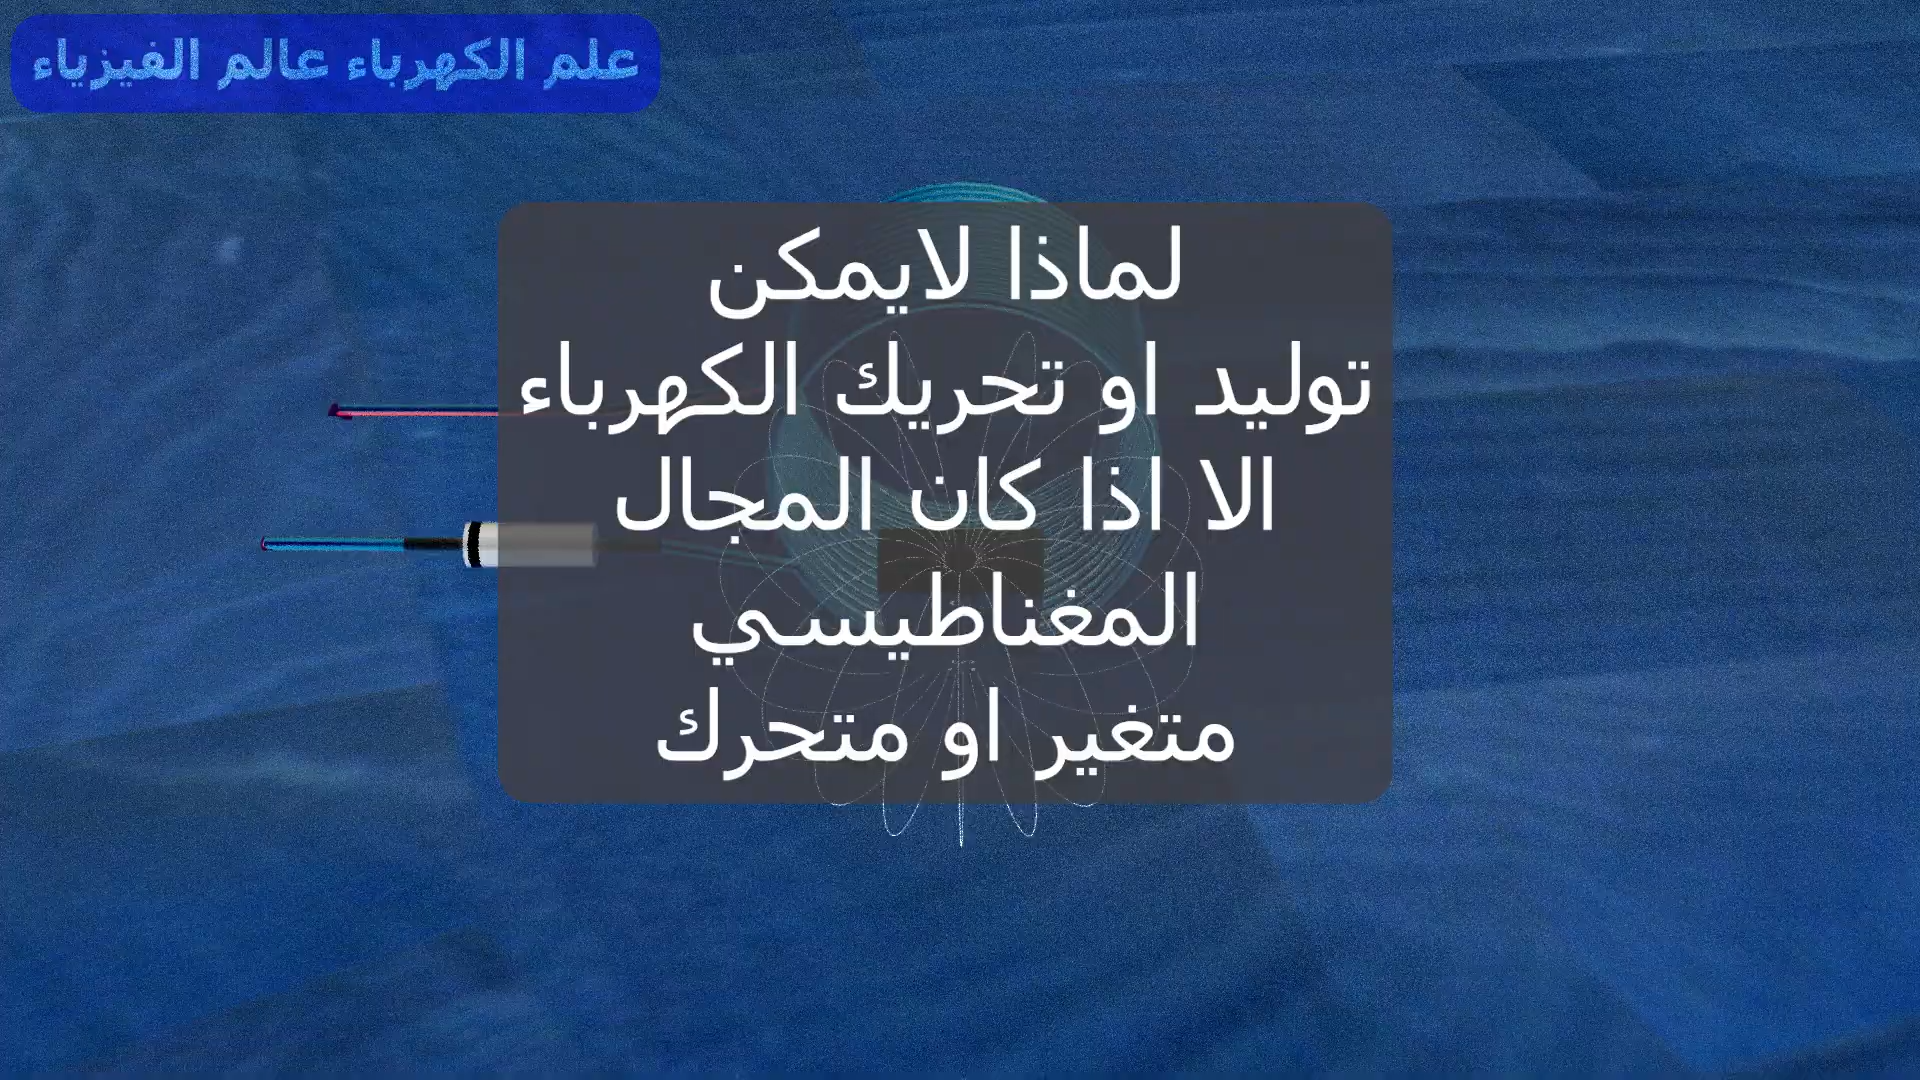 علم الكهرباء عالم الفيزياء
لماذا لايمكن
توليد او تحريك الكهرباء
الا اذا كان المجال
المغناطيسي
متغير او متحرك